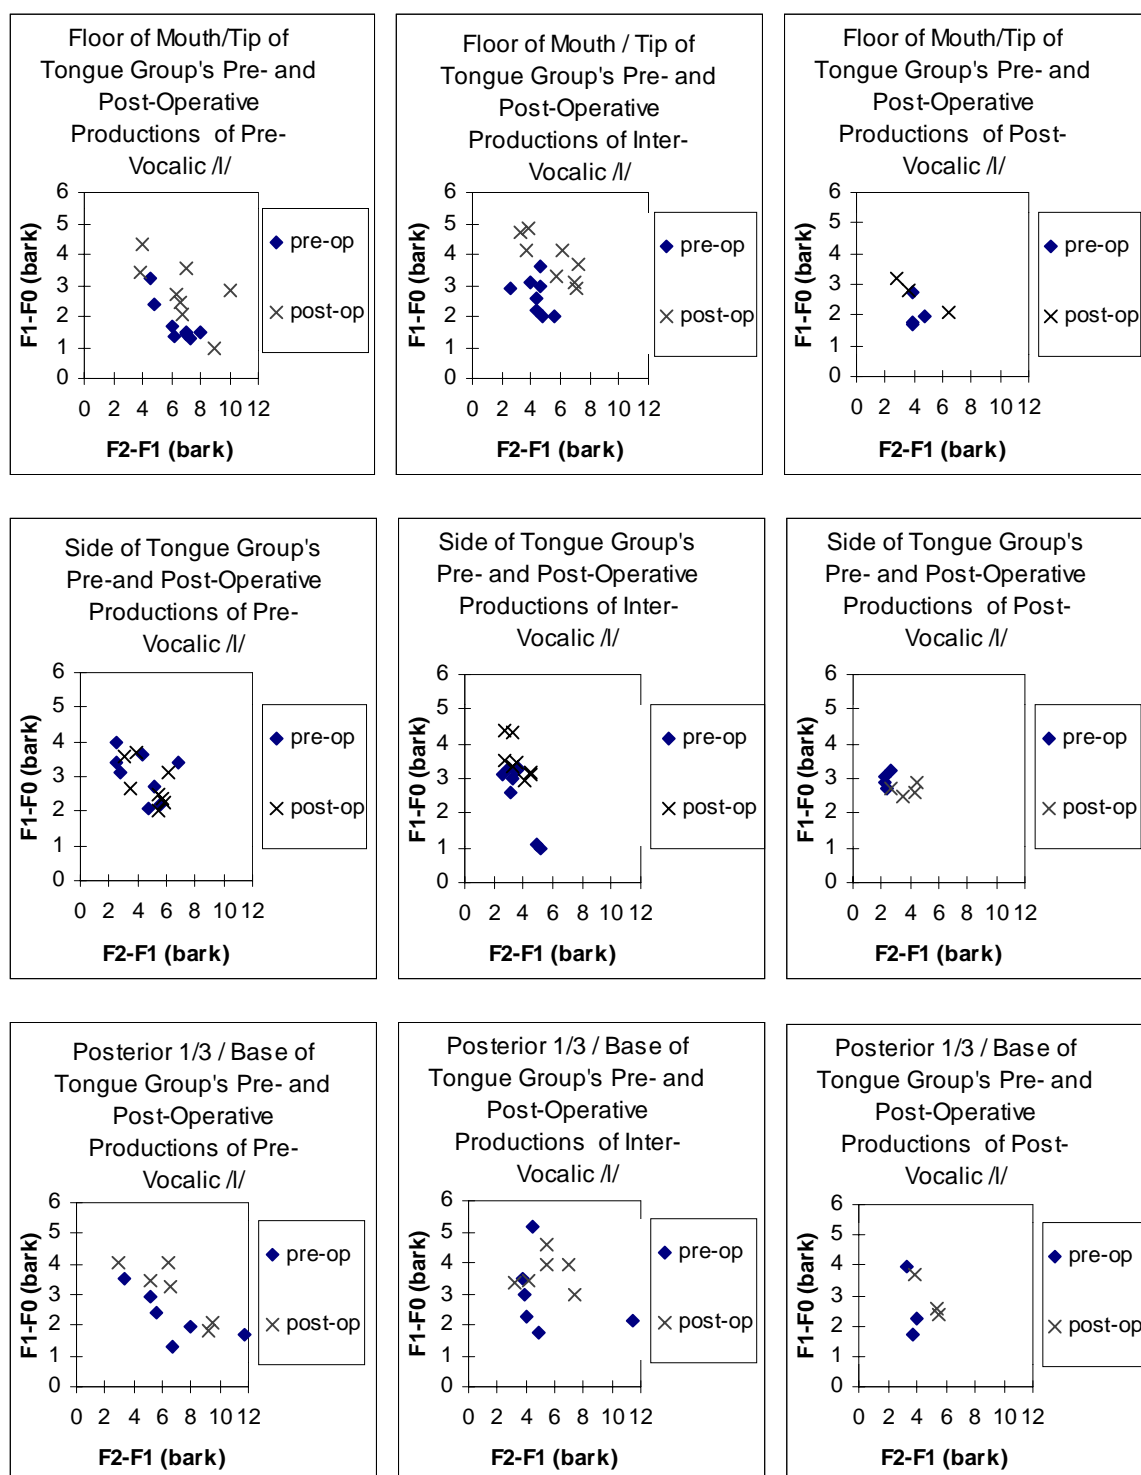 Floor of Mouth/Tip of
Tongue Group's Pre- and
Post-Operative
Productions of Pre-
Vocalic /l/
6
5
4
3
2
1
0
0 2 4 6 8 10 12
F1-F0 (bark)
F2-F1 (bark)
pre-op
post-op
Floor of Mouth / Tip of
Tongue Group's Pre- and
Post-Operative
Productions of Inter-
Vocalic /l/
6
5
4
3
2
1
0
0 2 4 6 8 10 12
F1-F0 (bark)
F2-F1 (bark)
pre-op
post-op
Floor of Mouth/Tip of
Tongue Group's Pre- and
Post-Operative
Productions of Post-
Vocalic /l/
6
5
4
3
2
1
0
0 2 4 6 8 10 12
F1-F0 (bark)
F2-F1 (bark)
pre-op
post-op
Side of Tongue Group's
Pre-and Post-Operative
Productions of Pre-
Vocalic /l/
6
5
4
3
2
1
0
0 2 4 6 8 10 12
F1-F0 (bark)
F2-F1 (bark)
pre-op
post-op
Side of Tongue Group's
Pre- and Post-Operative
Productions of Inter-
Vocalic /l/
6
5
4
3
2
1
0
0 2 4 6 8 10 12
F1-F0 (bark)
F2-F1 (bark)
pre-op
post-op
Side of Tongue Group's
Pre- and Post-Operative
Productions of Post-
Vocalic /l/
6
5
4
3
2
1
0
0 2 4 6 8 10 12
F1-F0 (bark)
F2-F1 (bark)
pre-op
post-op
Posterior 1/3 / Base of
Tongue Group's Pre- and
Post-Operative
Productions of Pre-
Vocalic /l/
6
5
4
3
2
1
0
0 2 4 6 8 10 12
F1-F0 (bark)
F2-F1 (bark)
pre-op
post-op
Posterior 1/3 / Base of
Tongue Group's Pre- and
Post-Operative
Productions of Inter-
Vocalic /l/
6
5
4
3
2
1
0
0 2 4 6 8 10 12
F1-F0 (bark)
F2-F1 (bark)
pre-op
post-op
Posterior 1/3 / Base of
Tongue Group's Pre- and
Post-Operative
Productions of Post-
Vocalic /l/
6
5
4
3
2
1
0
0 2 4 6 8 10 12
F1-F0 (bark)
F2-F1 (bark)
pre-op
post-op